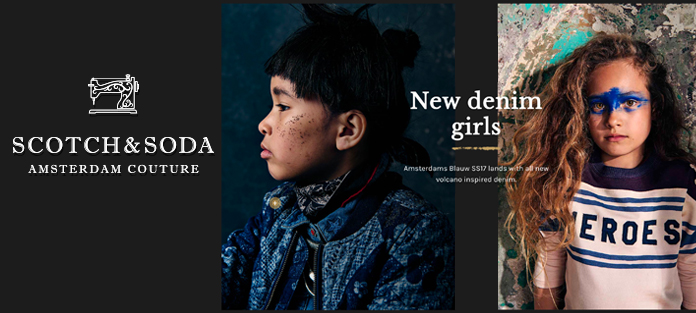 SCOTCH&SODA
AMSTERDAM COUTURE
New denim
girls
Amsterdams Blauw SS17 lands with all new
volcano inspired denim.
HEROES